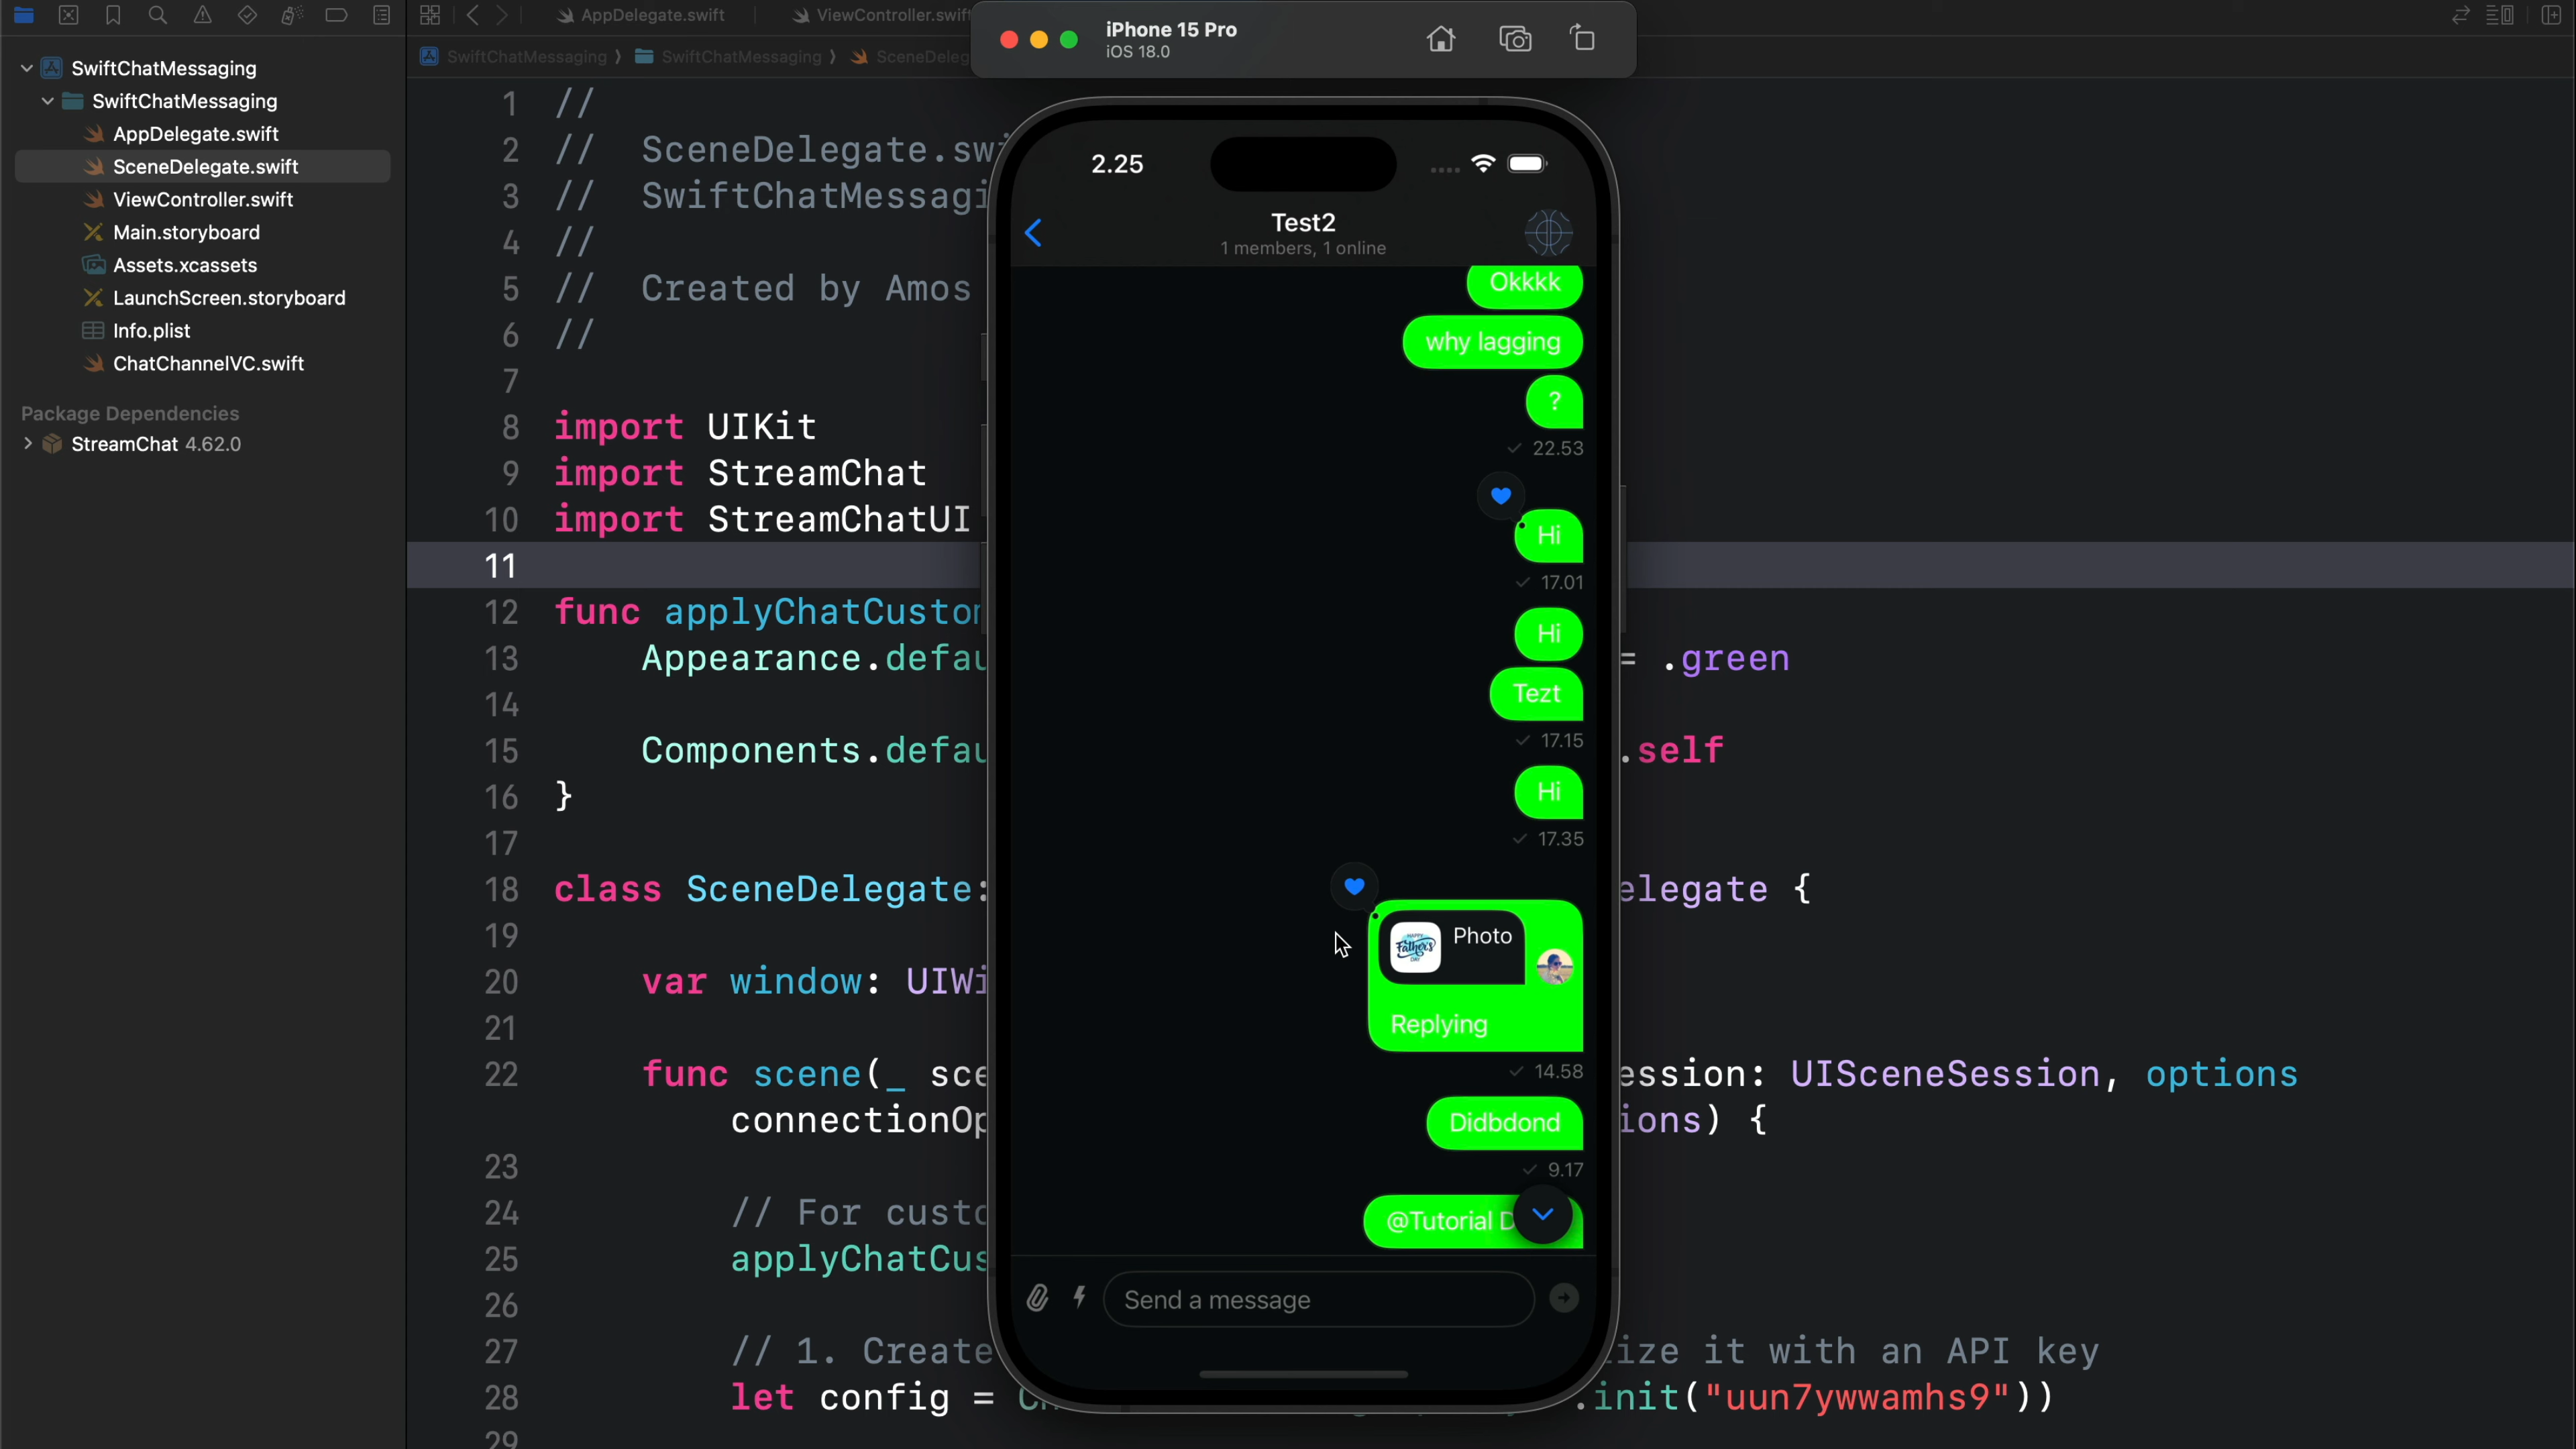 AppDelegate.swift
ViewController.swift
iPhone 15 Pro
iOS 18.0
SwiftChatMessaging
SwiftChatMessaging
AppDelegate.swift
SceneDelegate.swift
ViewController.swift
Main.storyboard
Assets.xcassets
LaunchScreen.storyboard
Info.plist
ChatChannelVC.swift
Package Dependencies
StreamChat 4.62.0
SwiftChatMessaging 〉 SwiftChatMessaging 〉 SceneDeleg
1 //
2 // SceneDelegate.sw
3 // SwiftChatMessagi
4 //
5 // Created by Amos
6 //
7
8 import UIKit
9 import StreamChat
10 import StreamChatUI
11
12 func applyChatCustom
13 Appearance.defau = .green
14
15 Components.defau .self
16 }
17
18 class SceneDelegate: elegate {
19
20 var window: UIWi
21
22 func scene(_ sce ession: UISceneSession, options
connectionOp ions) {
23
24 // For custo
25 applyChatCus
26
27 // 1. Create ize it with an API key
28 let config = Ch .init("uun7ywwamhs9"))
29
2.25
Test2
1 members, 1 online
Okkkk
why lagging
?
22.53
Hi
17.01
Hi
Tezt
17.15
Hi
17.35
HAPPY
Father's
DAY
Photo
Replying
14.58
Didbdond
9.17
@Tutorial D
Send a message